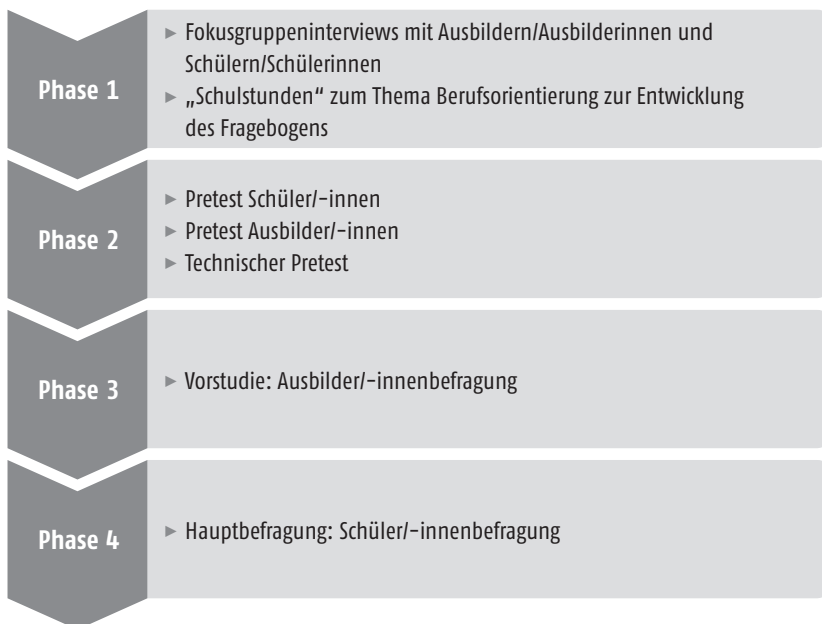 Phase 1
▶ Fokusgruppeninterviews mit Ausbildern/Ausbilderinnen und
Schülern/Schülerinnen
▶ „Schulstunden“ zum Thema Berufsorientierung zur Entwicklung
des Fragebogens
Phase 2
▶ Pretest Schüler/-innen
▶ Pretest Ausbilder/-innen
▶ Technischer Pretest
Phase 3
▶ Vorstudie: Ausbilder/-innenbefragung
Phase 4
▶ Hauptbefragung: Schüler/-innenbefragung